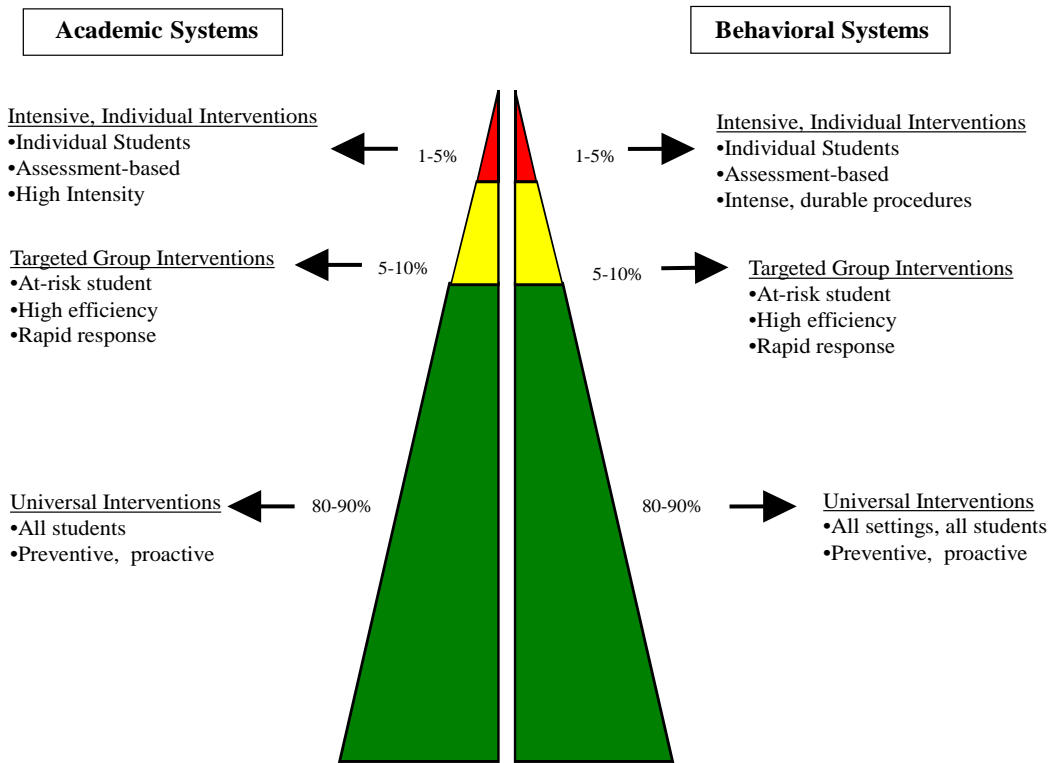 Academic Systems
Behavioral Systems
Intensive, Individual Interventions
•Individual Students
•Assessment-based
•High Intensity
1-5%
1-5%
Intensive, Individual Interventions
•Individual Students
•Assessment-based
•Intense, durable procedures
Targeted Group Interventions
•At-risk student
•High efficiency
•Rapid response
5-10%
5-10%
Targeted Group Interventions
•At-risk student
•High efficiency
•Rapid response
Universal Interventions
•All students
•Preventive,  proactive
80-90%
80-90%
Universal Interventions
•All settings, all students
•Preventive,  proactive